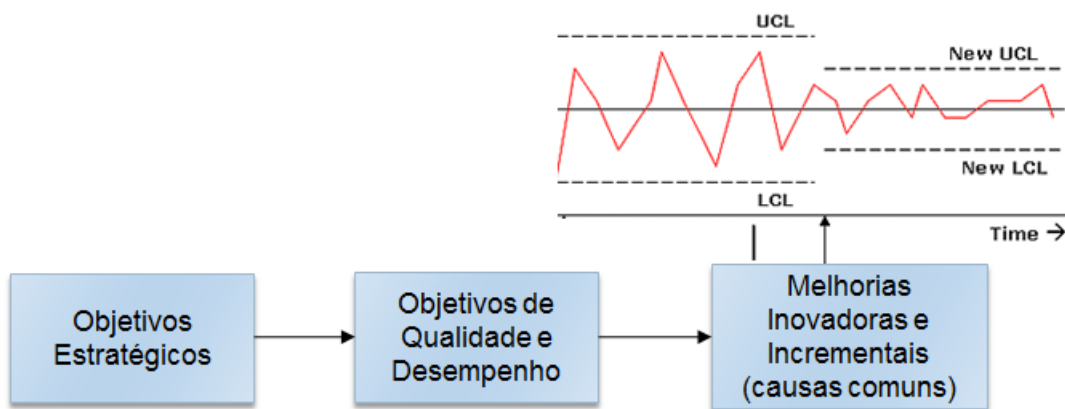 UCL
New UCL
New LCL
LCL
Time →
Objetivos
Estratégicos
Objetivos de
Qualidade e
Desempenho
Melhorias
Inovadoras e
Incrementais
(causas comuns)